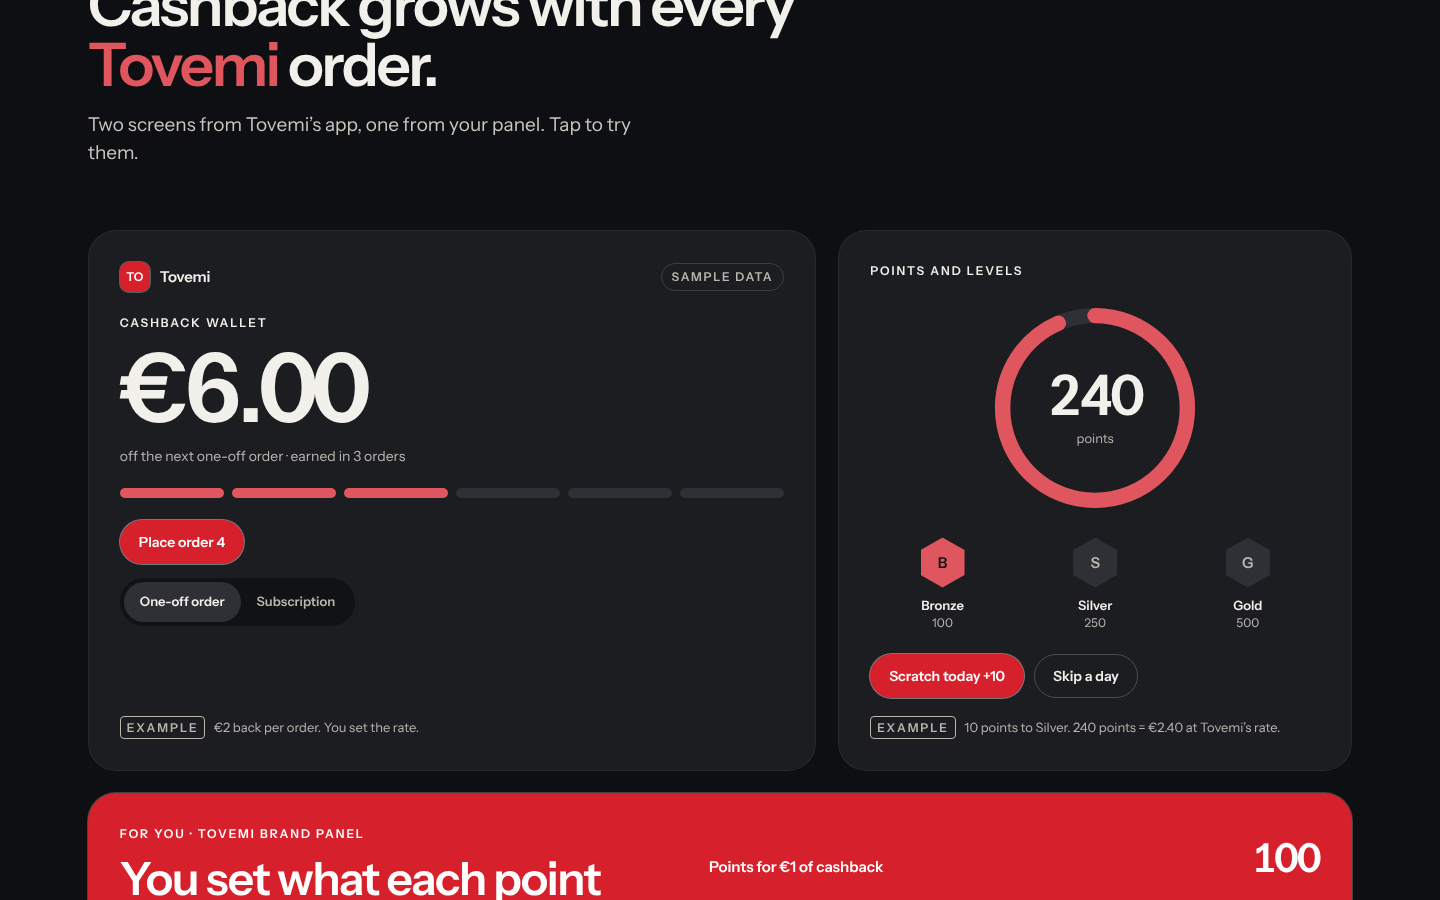 Cashback grows with every
Tovemi order.
Two screens from Tovemi’s app, one from your panel. Tap to try
them.
TO
Tovemi
SAMPLE DATA
CASHBACK WALLET
€6.00
off the next one-off order · earned in 3 orders
Place order 4
One-off order
Subscription
EXAMPLE
€2 back per order. You set the rate.
POINTS AND LEVELS
240
points
B
S
G
Bronze
Silver
Gold
100
250
500
Scratch today +10
Skip a day
EXAMPLE
10 points to Silver. 240 points = €2.40 at Tovemi’s rate.
FOR YOU · TOVEMI BRAND PANEL
You set what each point
Points for €1 of cashback
100